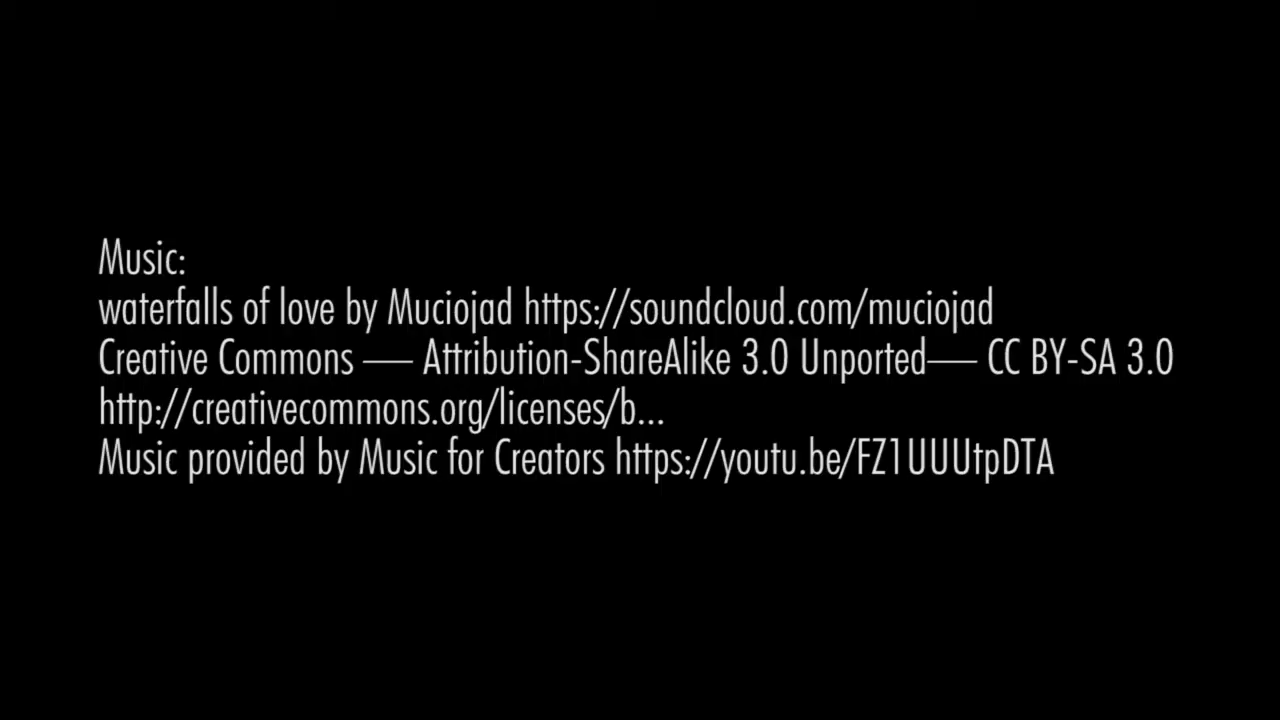 Music:
waterfalls of love by Muciojad https://soundcloud.com/muciojad
Creative Commons — Attribution-ShareAlike 3.0 Unported— CC BY-SA 3.0
http://creativecommons.org/licenses/b...
Music provided by Music for Creators https://youtu.be/FZ1UUUtpDTA